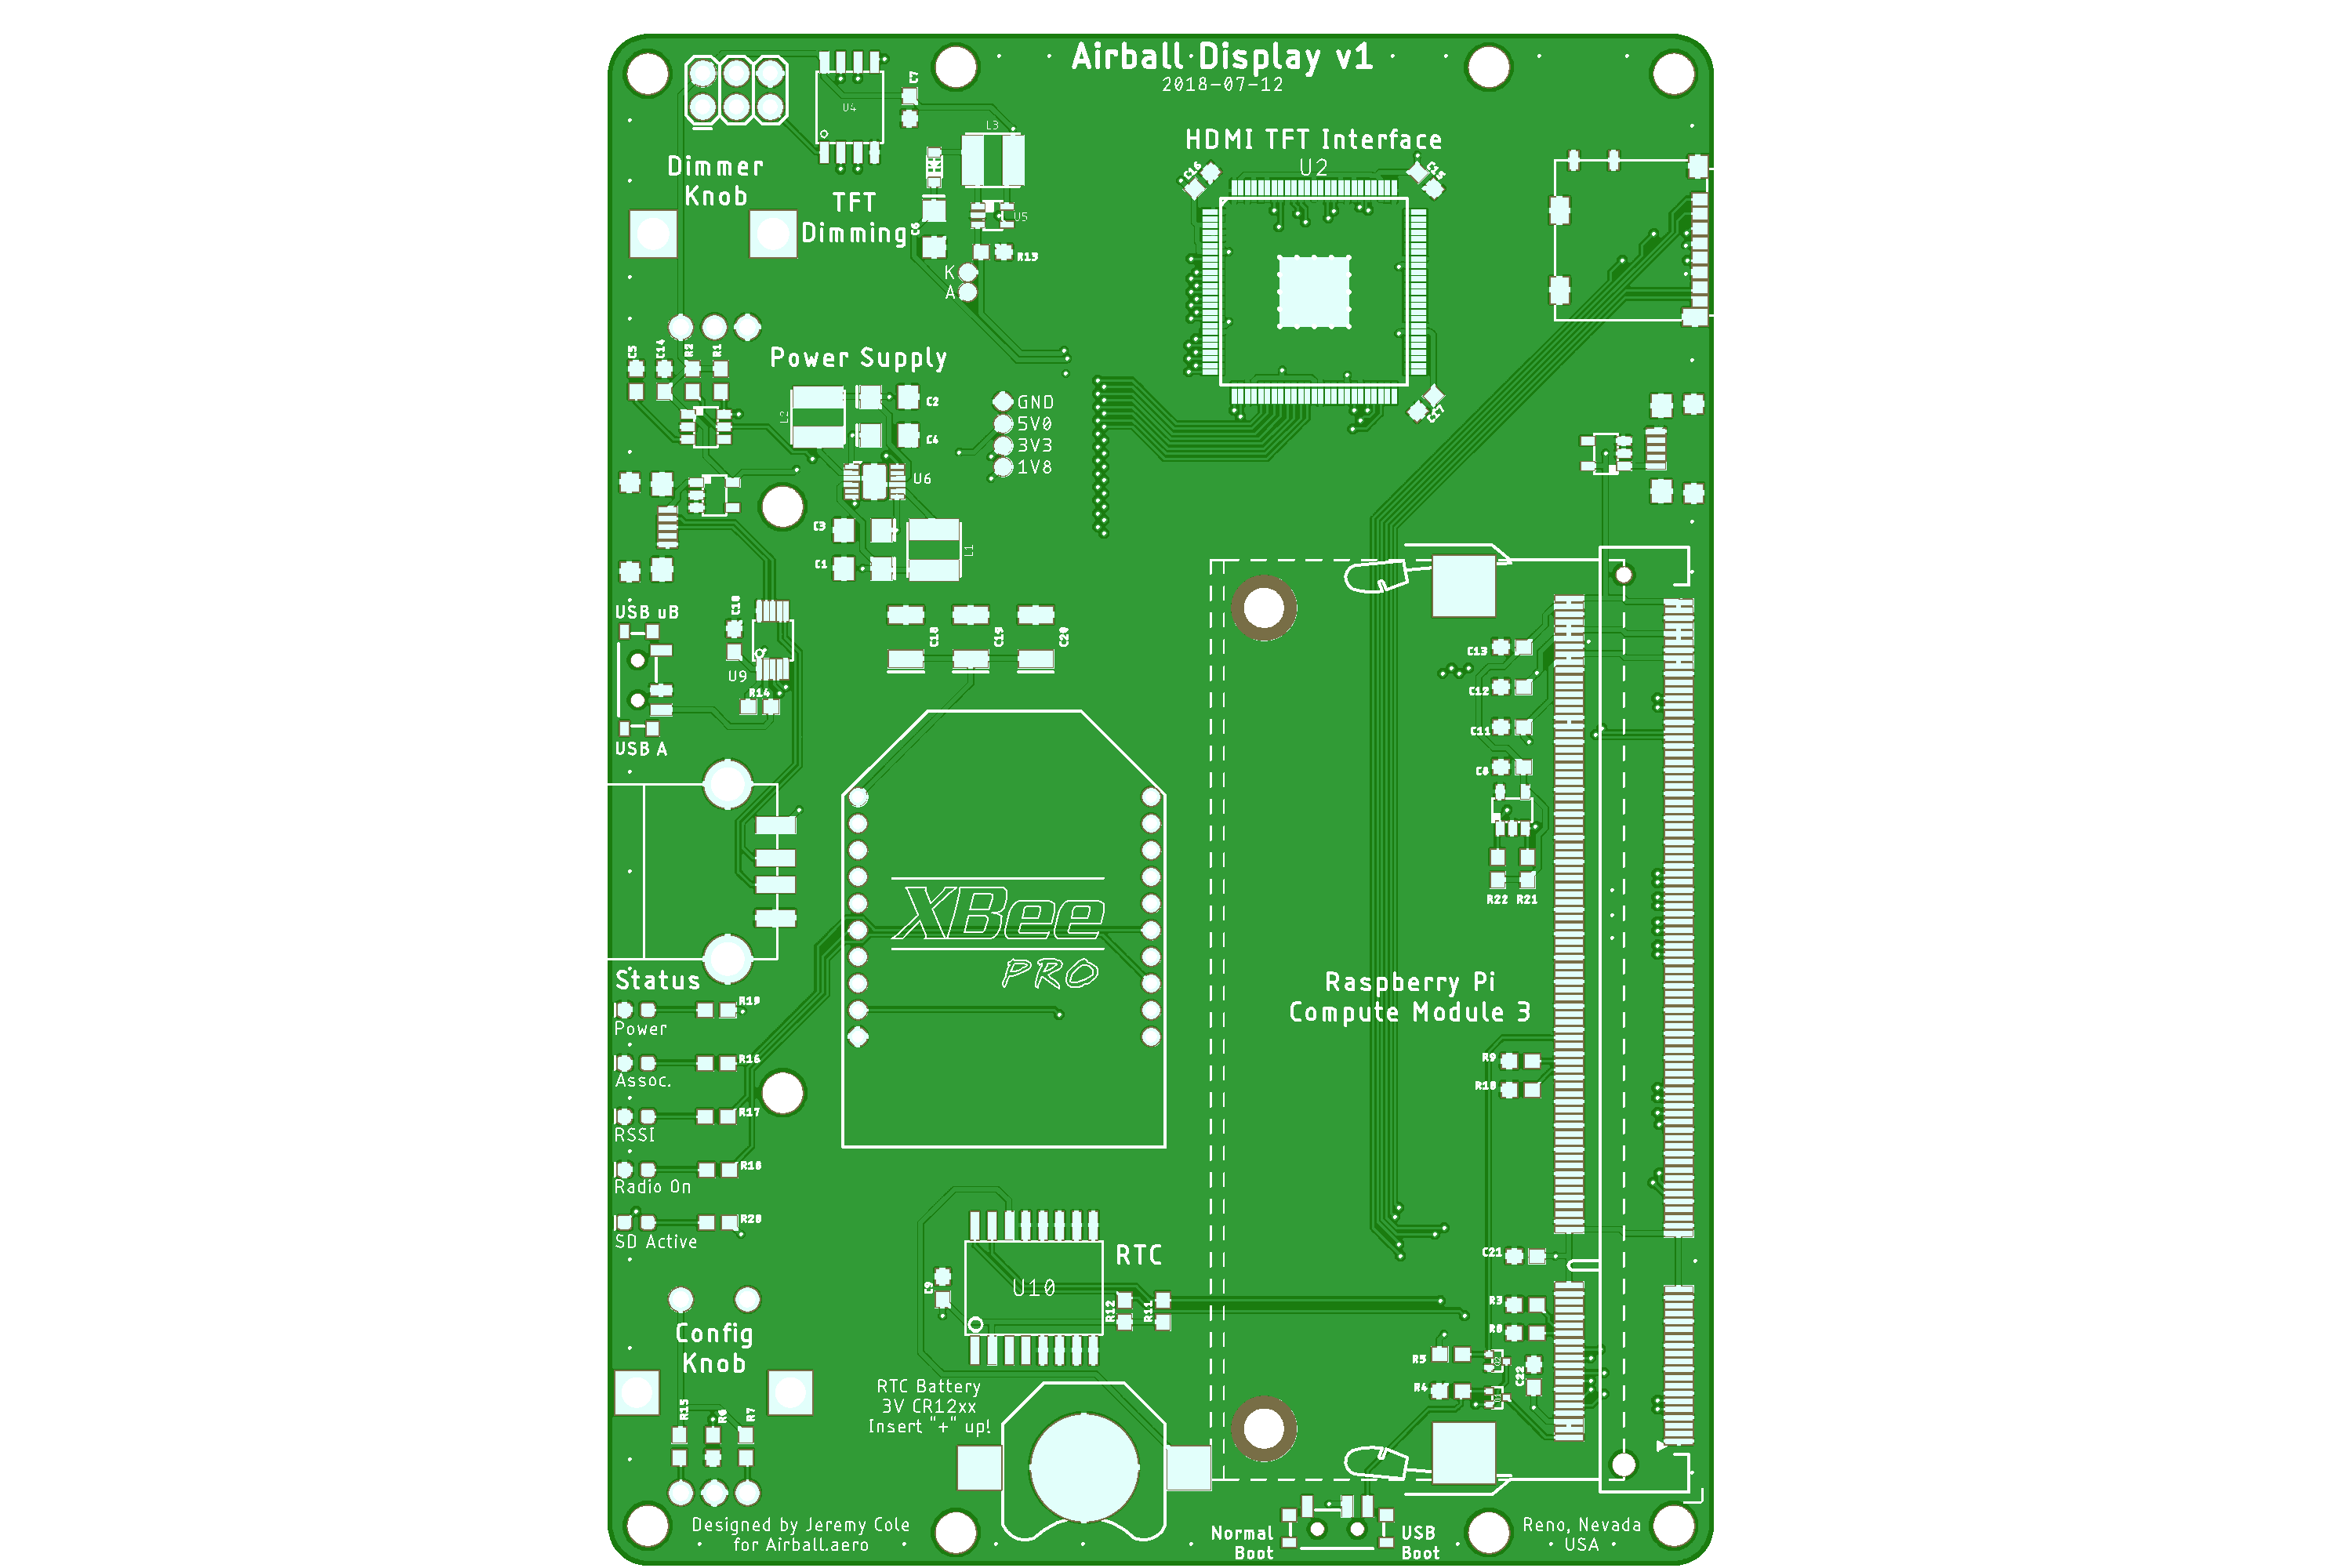 Airball Display v1
2018-07-12
C7
U4
L3
HDMI TFT Interface
U2
C16
C15
Dimmer
Knob
TFT
Dimming
C6
U5
R13
K
A
C5
C14
R2
R1
Power Supply
L2
C2
C4
GND
5V0
3V3
1V8
C17
U6
C3
C1
L1
USB uB
C10
C18
C19
C20
U9
R14
USB A
C13
C12
C11
C8
R22
R21
XBee
PRO
Raspberry Pi
Compute Module 3
Status
R19
Power
R16
Assoc.
R17
RSSI
R18
Radio On
R20
SD Active
R9
R10
RTC
U10
C9
R12
R11
C21
R3
R8
R5
R4
C22
Config
Knob
R15
R6
R7
RTC Battery
3V CR12xx
Insert "+" up!
Designed by Jeremy Cole
for Airball.aero
Normal
Boot
USB
Boot
Reno, Nevada
USA